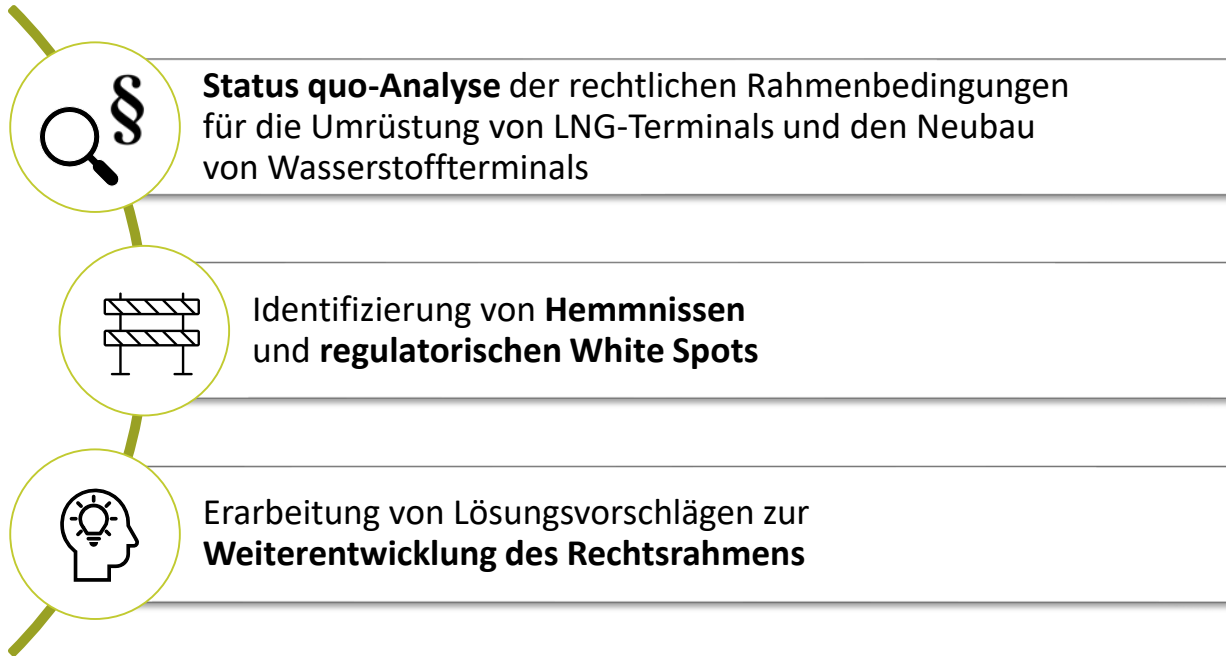 §
Status quo-Analyse der rechtlichen Rahmenbedingungen
für die Umrüstung von LNG-Terminals und den Neubau
von Wasserstoffterminals
Identifizierung von Hemmnissen
und regulatorischen White Spots
Erarbeitung von Lösungsvorschlägen zur
Weiterentwicklung des Rechtsrahmens